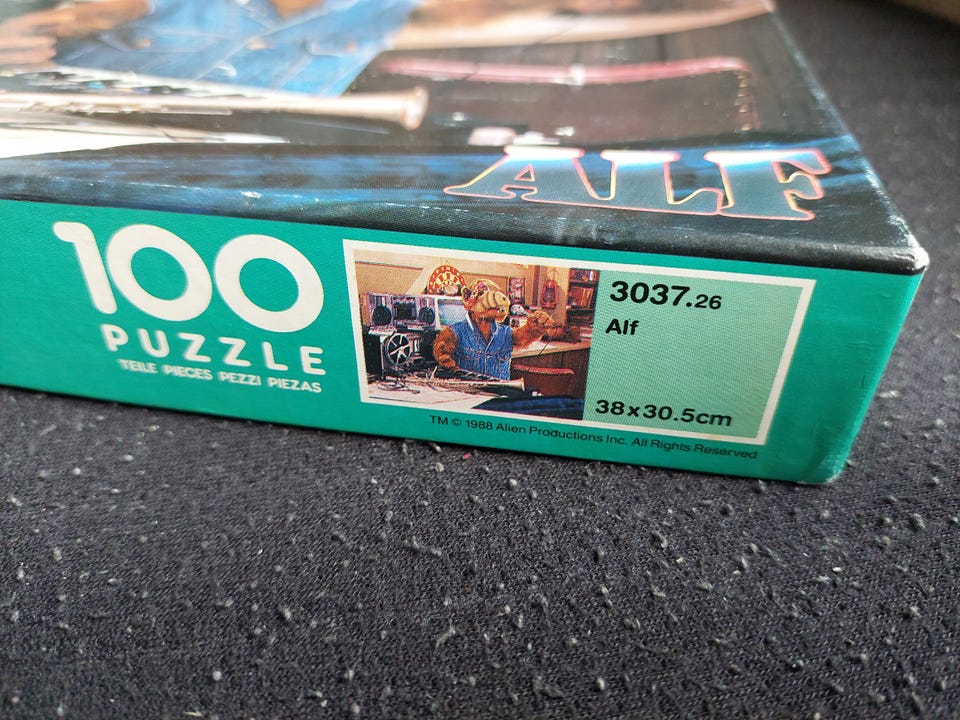 ALF
100
PUZZLE
TEILE PIECES PEZZI PIEZAS
3037.26
Alf
38x30.5cm
TM © 1988 Alien Productions Inc. All Rights Reserved